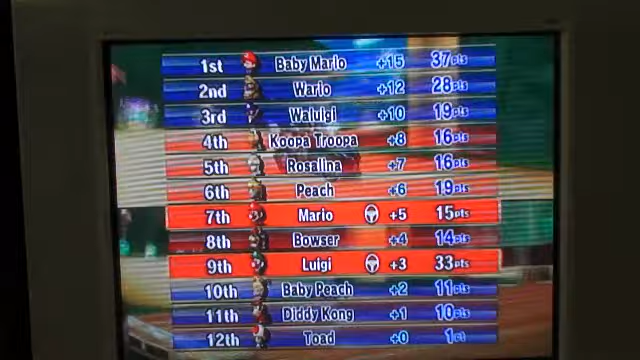 1st Baby Mario +15 37pts
2nd Wario +12 28pts
3rd Waluigi +10 19pts
4th Koopa Troopa +8 16pts
5th Rosalina +7 16pts
6th Peach +6 19pts
7th Mario +5 15pts
8th Bowser +4 14pts
9th Luigi +3 33pts
10th Baby Peach +2 11pts
11th Diddy Kong +1 10pts
12th Toad +0 1pt